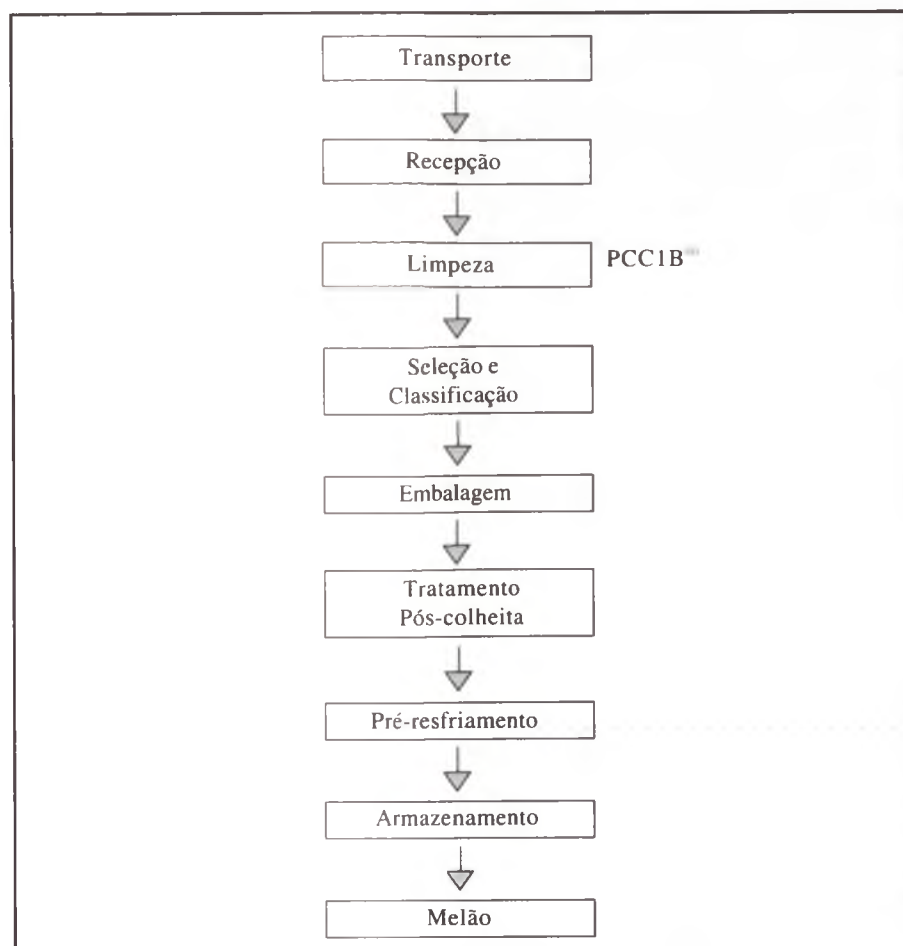 Transporte
Recepção
Limpeza PCC1B
Seleção e
Classificação
Embalagem
Tratamento
Pós-colheita
Pré-resfriamento
Armazenamento
Melão